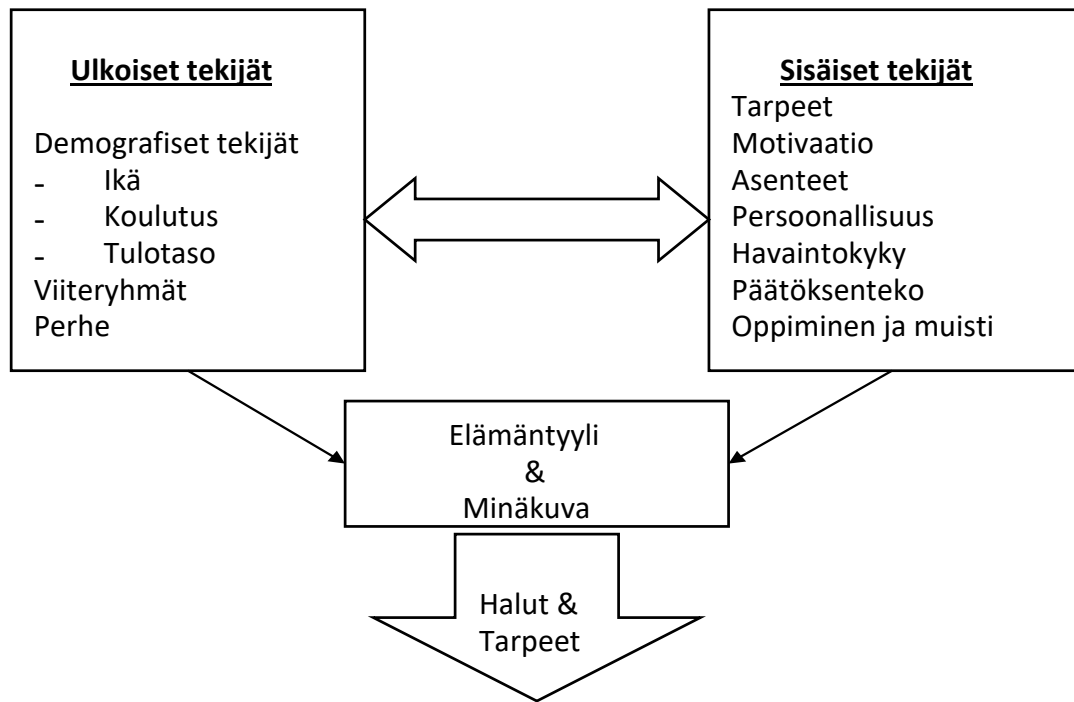 Ulkoiset tekijät
Demografiset tekijät
- Ikä
- Koulutus
- Tulotaso
Viiteryhmät
Perhe
Sisäiset tekijät
Tarpeet
Motivaatio
Asenteet
Persoonallisuus
Havaintokyky
Päätöksenteko
Oppiminen ja muisti
Elämäntyyli
&
Minäkuva
Halut &
Tarpeet